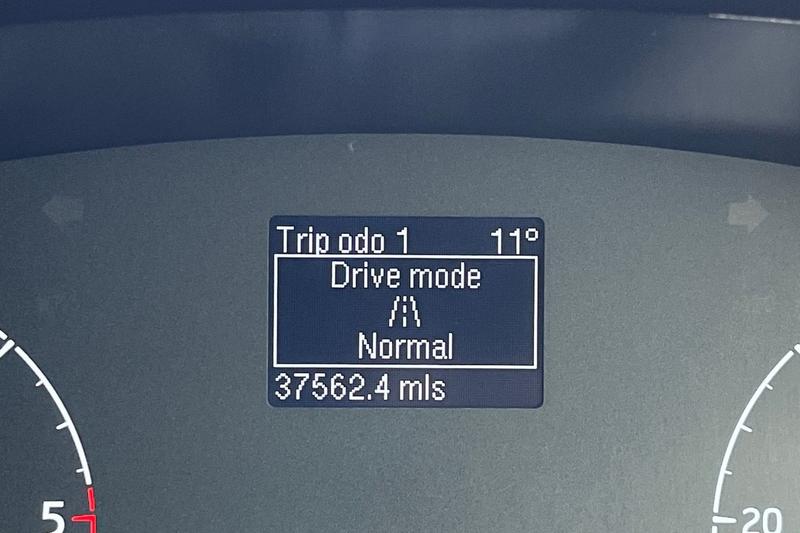 Trip odo 1 11°
Drive mode
Normal
37562.4 mls
5
20